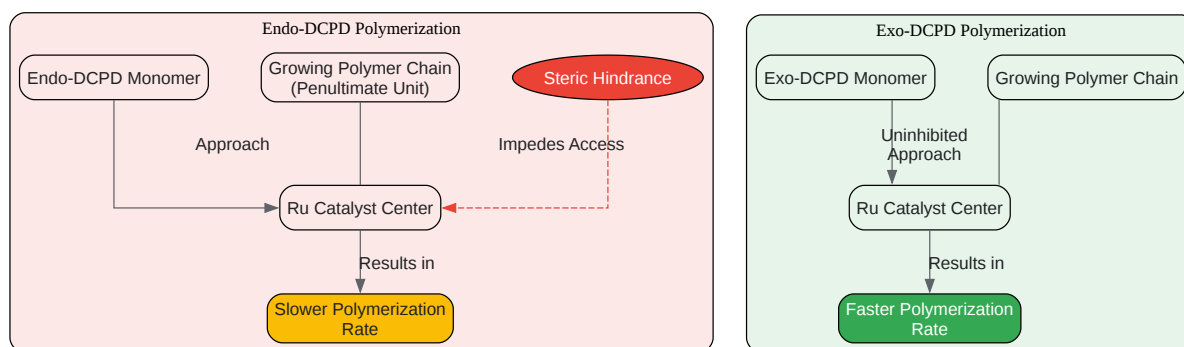 Endo-DCPD Polymerization
Endo-DCPD Monomer
Growing Polymer Chain
(Penultimate Unit)
Steric Hindrance
Approach
Impedes Access
Ru Catalyst Center
Results in
Slower Polymerization
Rate
Exo-DCPD Polymerization
Exo-DCPD Monomer
Growing Polymer Chain
Uninhibited
Approach
Ru Catalyst Center
Results in
Faster Polymerization
Rate